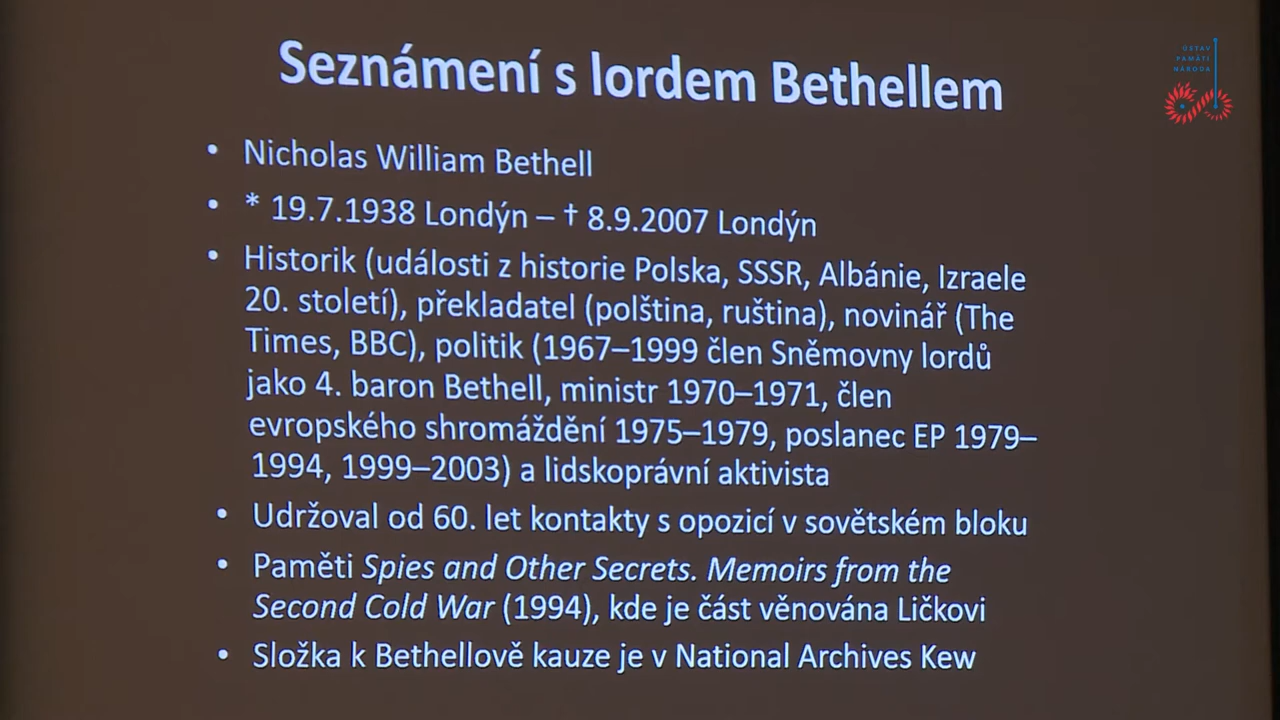 Seznámení s lordem Bethellem
ÚSTAV
PAMÄTI
NÁRODA
• Nicholas William Bethell
• * 19.7.1938 Londýn – † 8.9.2007 Londýn
• Historik (události z historie Polska, SSSR, Albánie, Izraele
20. století), překladatel (polština, ruština), novinář (The
Times, BBC), politik (1967–1999 člen Sněmovny lordů
jako 4. baron Bethell, ministr 1970–1971, člen
evropského shromáždění 1975–1979, poslanec EP 1979–
1994, 1999–2003) a lidskoprávní aktivista
• Udržoval od 60. let kontakty s opozicí v sovětském bloku
• Paměti Spies and Other Secrets. Memoirs from the
Second Cold War (1994), kde je část věnována Ličkovi
• Složka k Bethellově kauze je v National Archives Kew